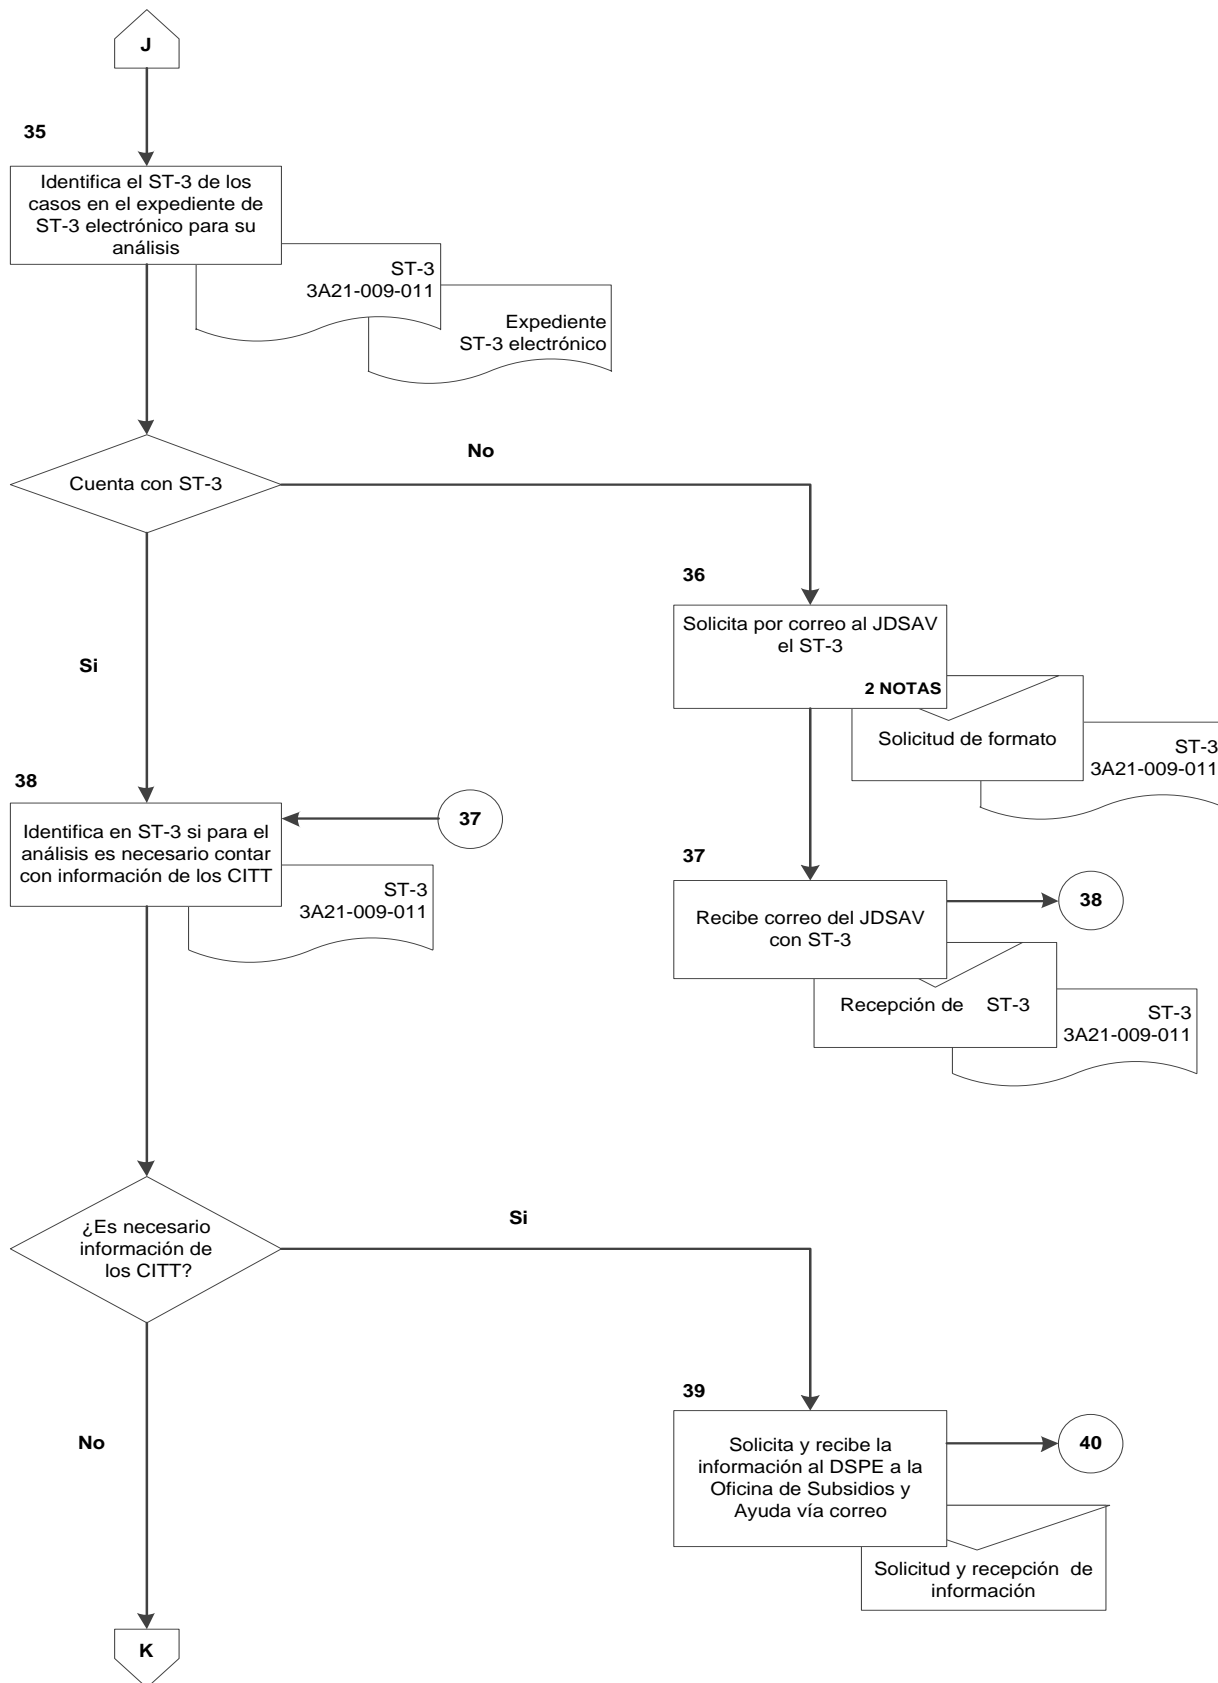 J
35
Identifica el ST-3 de los
casos en el expediente de
ST-3 electrónico para su
análisis
ST-3
3A21-009-011
Expediente
ST-3 electrónico
Cuenta con ST-3
No
Si
36
Solicita por correo al JDSAV
el ST-3
2 NOTAS
Solicitud de formato
ST-3
3A21-009-011
38
Identifica en ST-3 si para el
análisis es necesario contar
con información de los CITT
37
ST-3
3A21-009-011
37
Recibe correo del JDSAV
con ST-3
38
Recepción de ST-3
ST-3
3A21-009-011
¿Es necesario
información de
los CITT?
Si
No
39
Solicita y recibe la
información al DSPE a la
Oficina de Subsidios y
Ayuda vía correo
40
Solicitud y recepción de
información
K